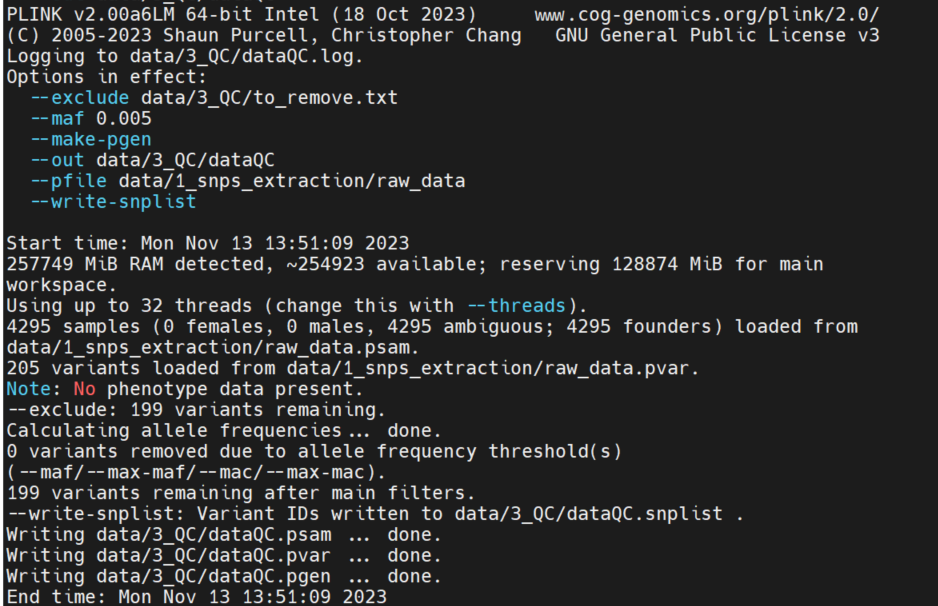 PLINK v2.00a6LM 64-bit Intel (18 Oct 2023)     www.cog-genomics.org/plink/2.0/
(C) 2005-2023 Shaun Purcell, Christopher Chang   GNU General Public License v3
Logging to data/3_QC/dataQC.log.
Options in effect:
  --exclude data/3_QC/to_remove.txt
  --maf 0.005
  --make-pgen
  --out data/3_QC/dataQC
  --pfile data/1_snps_extraction/raw_data
  --write-snplist
Start time: Mon Nov 13 13:51:09 2023
257749 MiB RAM detected, ~254923 available; reserving 128874 MiB for main
workspace.
Using up to 32 threads (change this with --threads).
4295 samples (0 females, 0 males, 4295 ambiguous; 4295 founders) loaded from
data/1_snps_extraction/raw_data.psam.
205 variants loaded from data/1_snps_extraction/raw_data.pvar.
Note: No phenotype data present.
--exclude: 199 variants remaining.
Calculating allele frequencies... done.
0 variants removed due to allele frequency threshold(s)
(--maf/--max-maf/--mac/--max-mac).
199 variants remaining after main filters.
--write-snplist: Variant IDs written to data/3_QC/dataQC.snplist .
Writing data/3_QC/dataQC.psam ... done.
Writing data/3_QC/dataQC.pvar ... done.
Writing data/3_QC/dataQC.pgen ... done.
End time: Mon Nov 13 13:51:09 2023